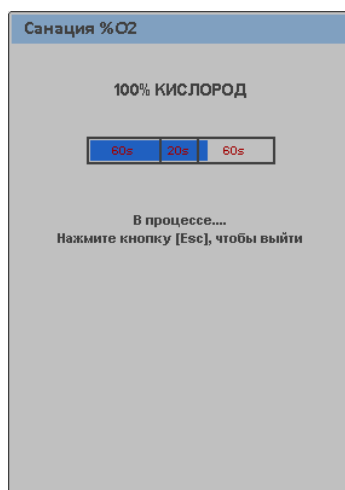 Санация %O2
100% КИСЛОРОД
60s 20s 60s
В процессе....
Нажмите кнопку [Esc], чтобы выйти